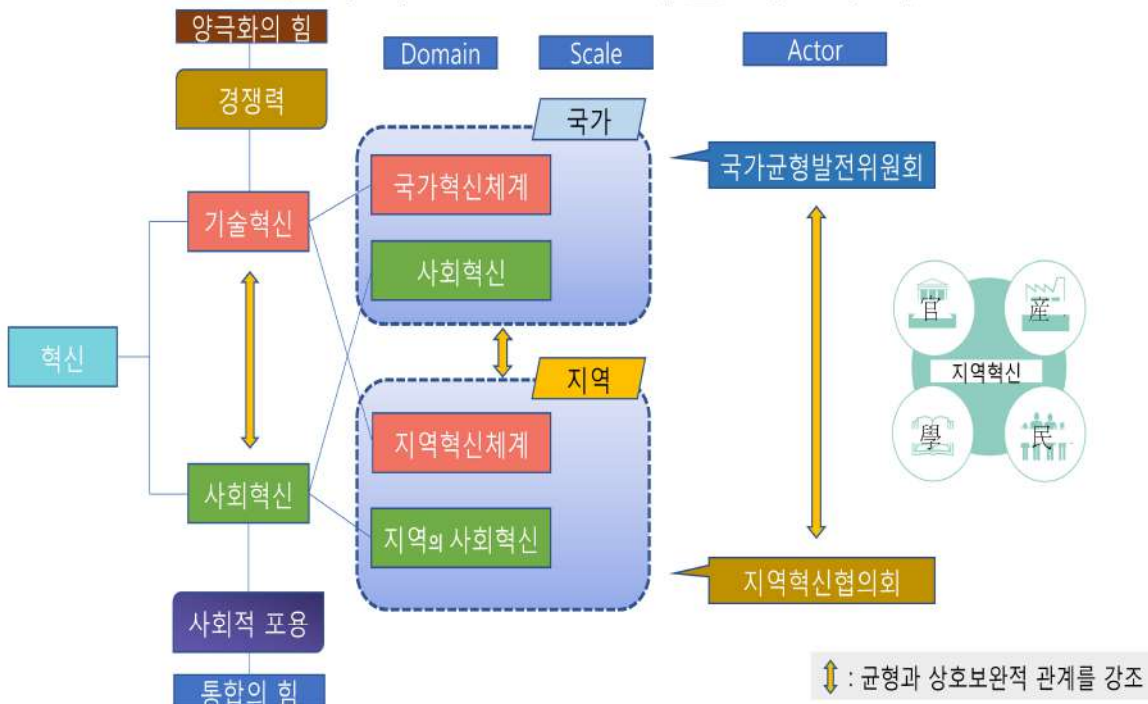 양극화의 힘
Domain
Scale
Actor
경쟁력
국가
국가혁신체계
국가균형발전위원회
기술혁신
사회혁신
官
産
혁신
지역
지역혁신
지역혁신체계
學
民
사회혁신
지역의 사회혁신
지역혁신협의회
사회적 포용
: 균형과 상호보완적 관계를 강조
통합의 힘